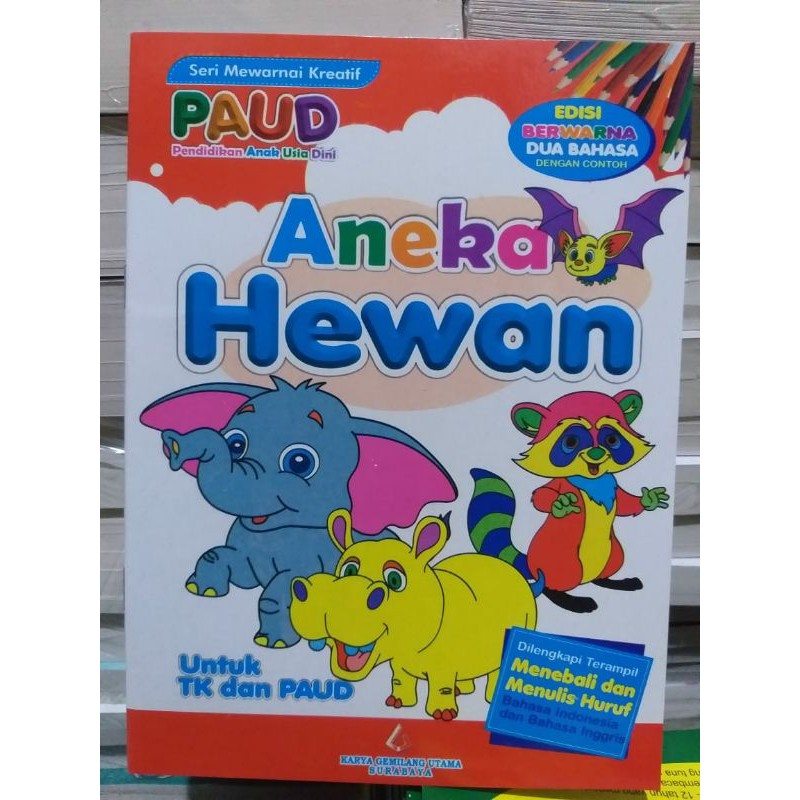 Seri Mewarnai Kreatif
PAUD
Pendidikan Anak Usia Dini
EDISI
BERWARNA
DUA BAHASA
DENGAN CONTOH
Aneka
Hewan
Untuk
TK dan PAUD
Dilengkapi Terampil
Menebali dan
Menulis Huruf
Bahasa Indonesia
dan Bahasa Inggris
KARYA GEMILANG UTAMA
SURABAYA